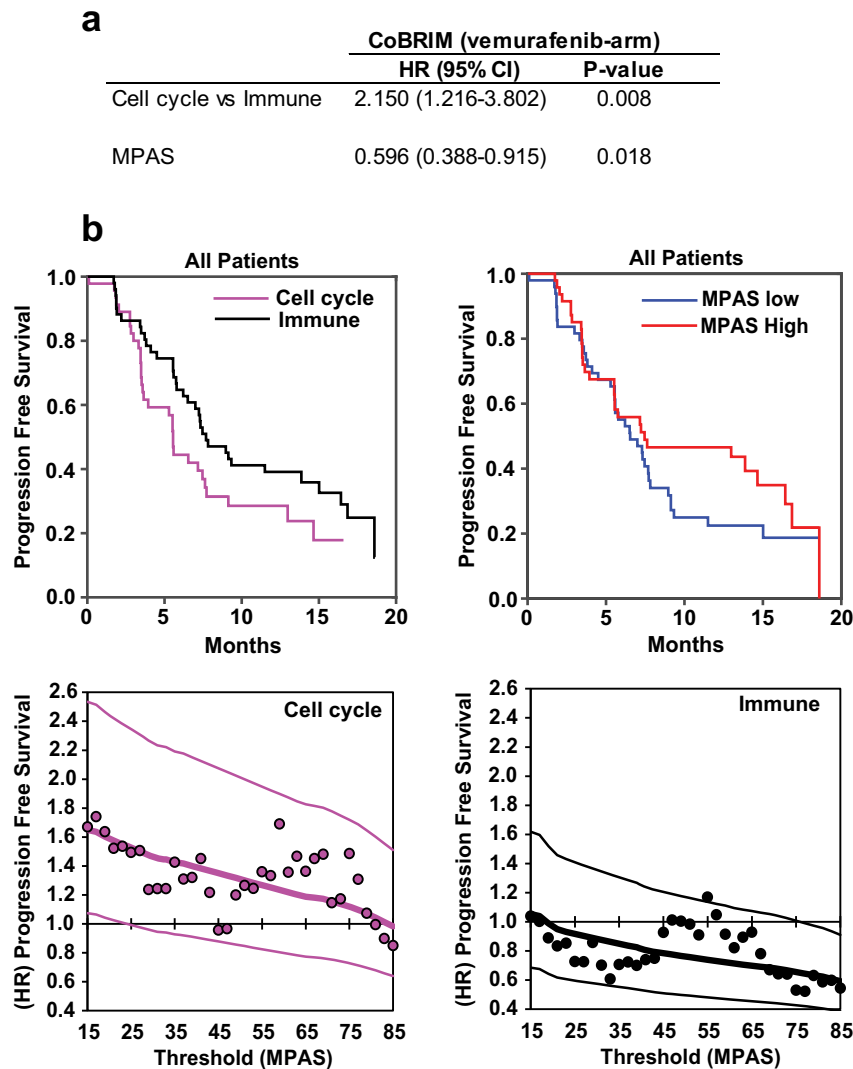 a
CoBRIM (vemurafenib-arm)
HR (95% CI) P-value
Cell cycle vs Immune 2.150 (1.216-3.802) 0.008
MPAS 0.596 (0.388-0.915) 0.018
b
All Patients
Progression Free Survival
1.0
0.8
0.6
0.4
0.2
0.0
Cell cycle
Immune
0 5 10 15 20
Months
All Patients
Progression Free Survival
1.0
0.8
0.6
0.4
0.2
0.0
MPAS low
MPAS High
0 5 10 15 20
Months
(HR) Progression Free Survival
2.6
2.4
2.2
2.0
1.8
1.6
1.4
1.2
1.0
0.8
0.6
0.4
Cell cycle
15 25 35 45 55 65 75 85
Threshold (MPAS)
(HR) Progression Free Survival
2.6
2.4
2.2
2.0
1.8
1.6
1.4
1.2
1.0
0.8
0.6
0.4
Immune
15 25 35 45 55 65 75 85
Threshold (MPAS)